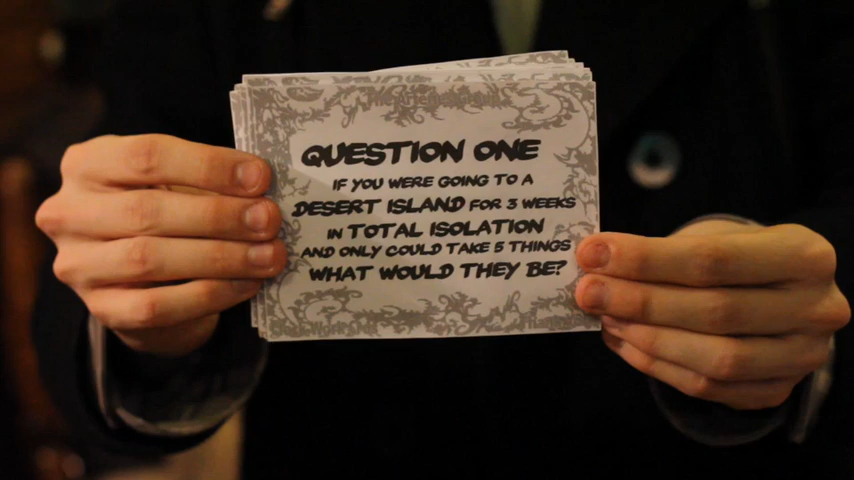 QUESTION ONE
IF YOU WERE GOING TO A
DESERT ISLAND FOR 3 WEEKS
IN TOTAL ISOLATION
AND ONLY COULD TAKE 5 THINGS
WHAT WOULD THEY BE?